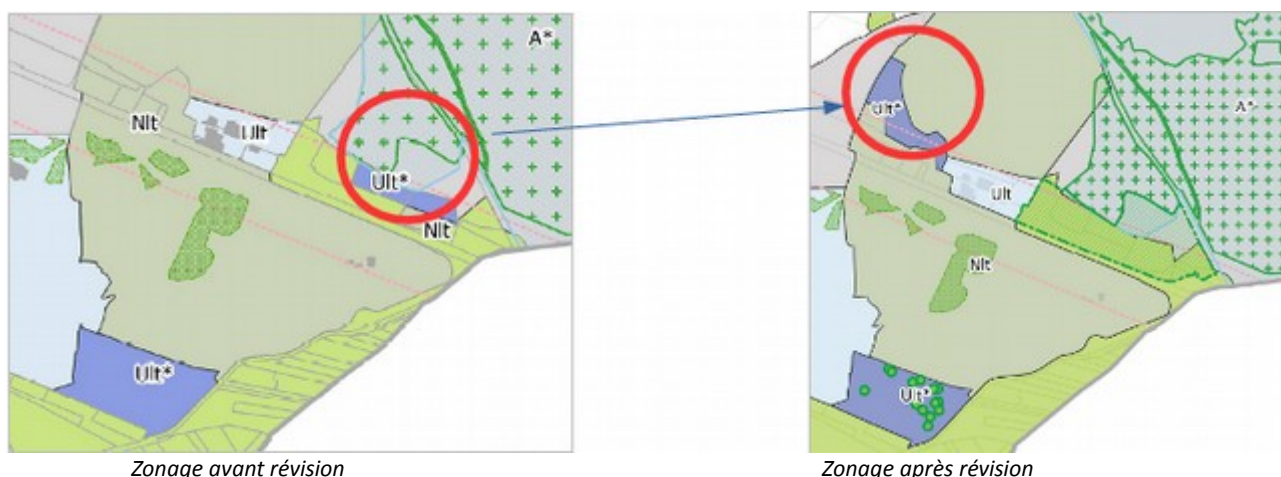 A*
Nlt
Ult
Ult*
Nlt
Ult*
Zonage avant révision
Ult*
A*
Ult
Nlt
Ult*
Zonage après révision